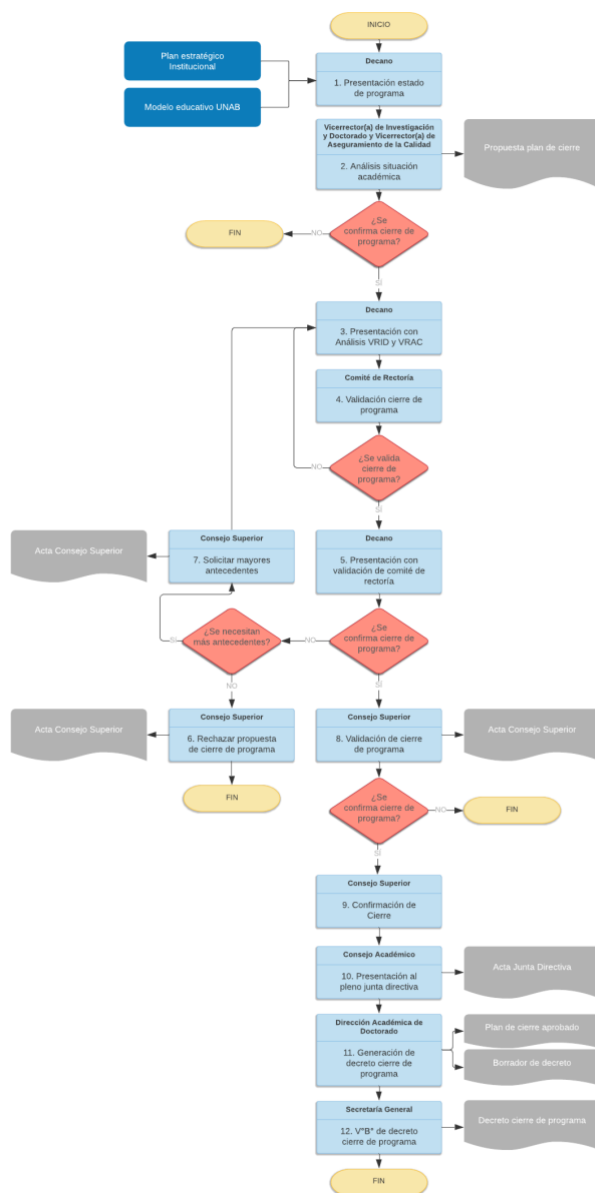 INICIO
Plan estratégico
Institucional
Modelo educativo UNAB
Decano
1. Presentación estado
de programa
Vicerrector(a) de Investigación
y Doctorado y Vicerrector(a) de
Aseguramiento de la Calidad
2. Análisis situación
académica
Propuesta plan de cierre
¿Se
confirma cierre de
programa?
NO
FIN
SÍ
Decano
3. Presentación con
Análisis VRID y VRAC
Comité de Rectoría
4. Validación cierre de
programa
¿Se valida
cierre de
programa?
NO
SÍ
Acta Consejo Superior
Consejo Superior
7. Solicitar mayores
antecedentes
Decano
5. Presentación con
validación de comité de
rectoría
¿Se necesitan
más antecedentes?
SÍ
NO
¿Se
confirma cierre de
programa?
NO
SÍ
Acta Consejo Superior
Consejo Superior
6. Rechazar propuesta
de cierre de programa
FIN
Consejo Superior
8. Validación de cierre
de programa
Acta Consejo Superior
¿Se
confirma cierre de
programa?
NO
FIN
SÍ
Consejo Superior
9. Confirmación de
Cierre
Consejo Académico
10. Presentación al
pleno junta directiva
Acta Junta Directiva
Dirección Académica de
Doctorado
11. Generación de
decreto cierre de
programa
Plan de cierre aprobado
Borrador de decreto
Secretaría General
12. V°B° de decreto
cierre de programa
Decreto cierre de programa
FIN